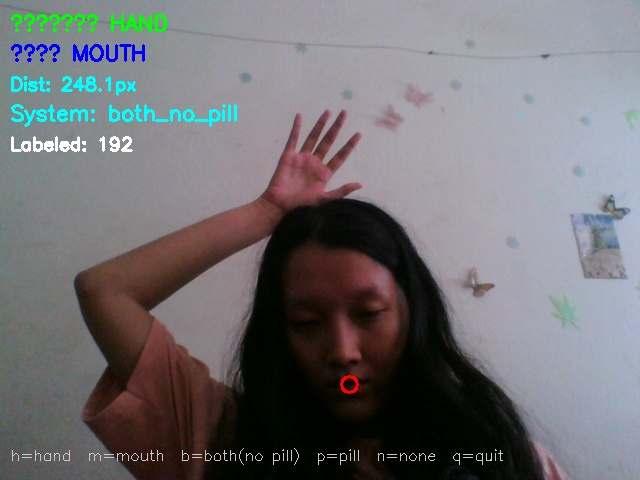 ??????? HAND
???? MOUTH
Dist: 248.1px
System: both_no_pill
Labeled: 192
h=hand m=mouth b=both(no pill) p=pill n=none q=quit